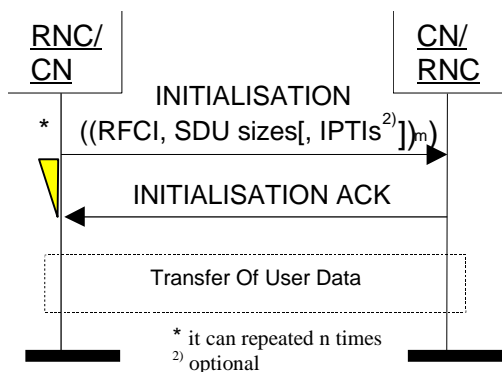 RNC/
CN
CN/
RNC
INITIALISATION
* ((RFCI, SDU sizes[, IPTIs2)])m)
INITIALISATION ACK
Transfer Of User Data
* it can repeated n times
2) optional